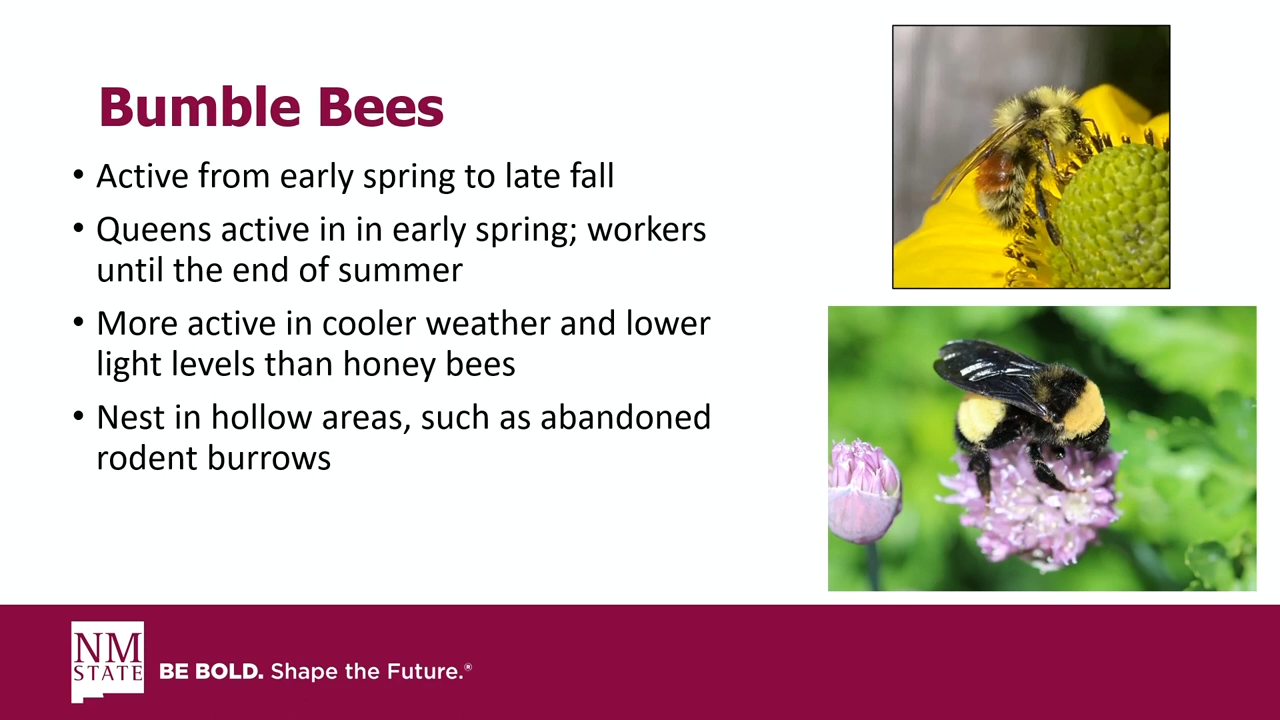 Bumble Bees
• Active from early spring to late fall
• Queens active in in early spring; workers
until the end of summer
• More active in cooler weather and lower
light levels than honey bees
• Nest in hollow areas, such as abandoned
rodent burrows
NM
STATE
BE BOLD. Shape the Future.®